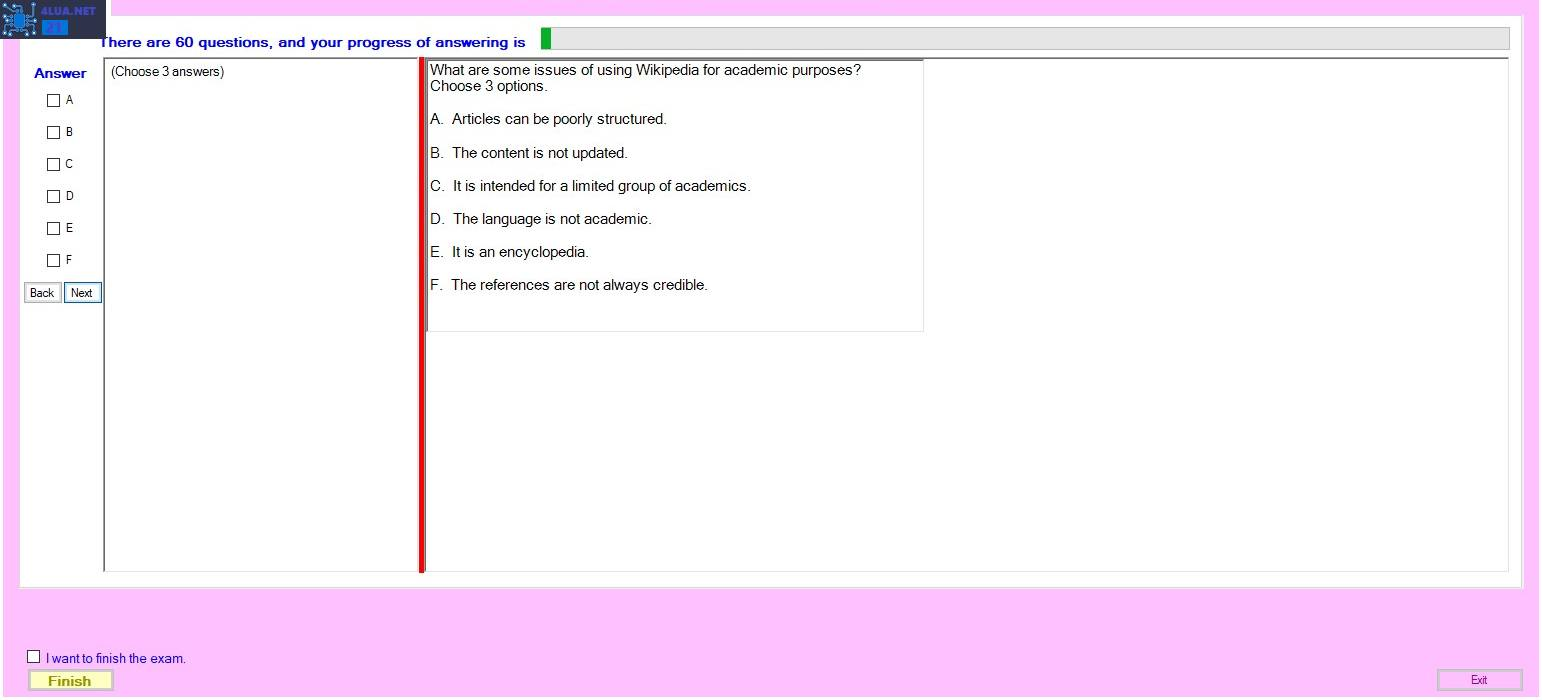 4LUA.NET
21
There are 60 questions, and your progress of answering is
Answer
(Choose 3 answers)
What are some issues of using Wikipedia for academic purposes?
Choose 3 options.
A. Articles can be poorly structured.
B. The content is not updated.
C. It is intended for a limited group of academics.
D. The language is not academic.
E. It is an encyclopedia.
F. The references are not always credible.
A
B
C
D
E
F
Back Next
I want to finish the exam.
Finish
Exit